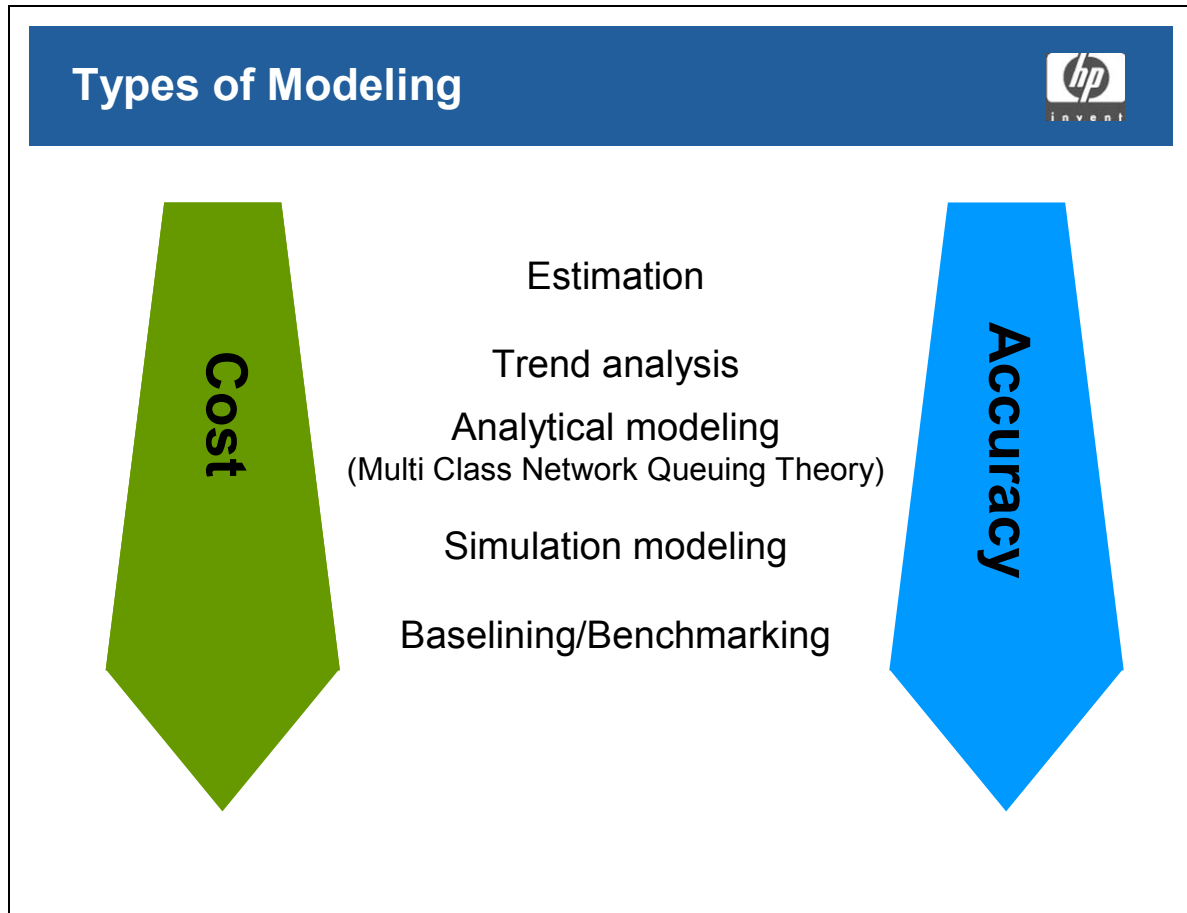 Types of Modeling
hp
invent
Estimation
Trend analysis
Analytical modeling
(Multi Class Network Queuing Theory)
Simulation modeling
Baselining/Benchmarking
Cost
Accuracy